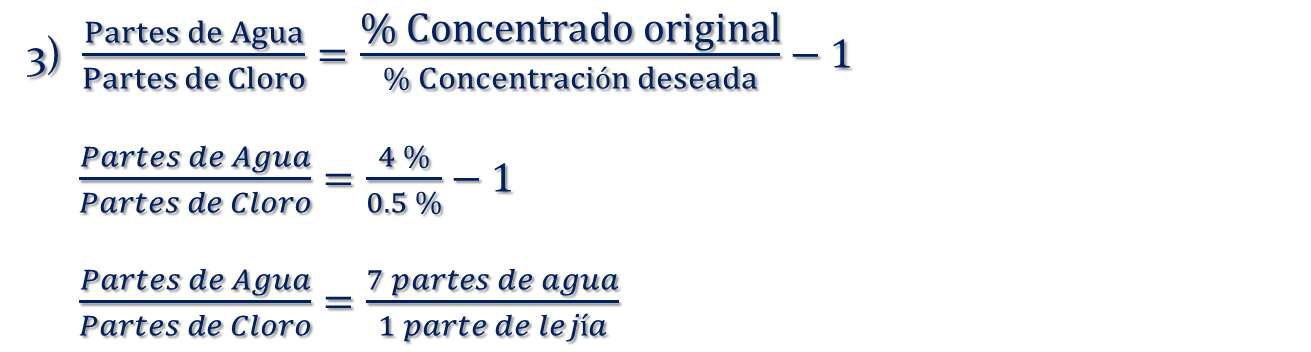 3) Partes de Agua / Partes de Cloro = % Concentrado original / % Concentración deseada − 1
Partes de Agua / Partes de Cloro = 4 % / 0.5 % − 1
Partes de Agua / Partes de Cloro = 7 partes de agua / 1 parte de lejía